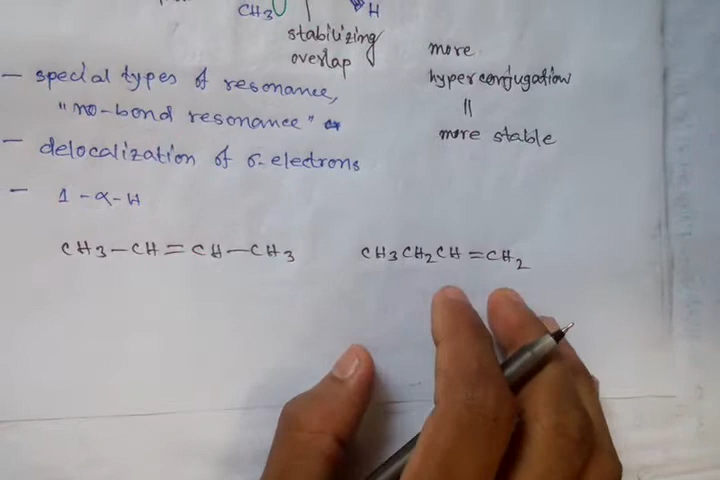 CH3 H
stabilizing
overlap
more
hyperconjugation
||
more stable
– special types of resonance,
"no-bond resonance"
– delocalization of σ-electrons
– 1-α-H
CH3–CH=CH–CH3 CH3CH2CH=CH2